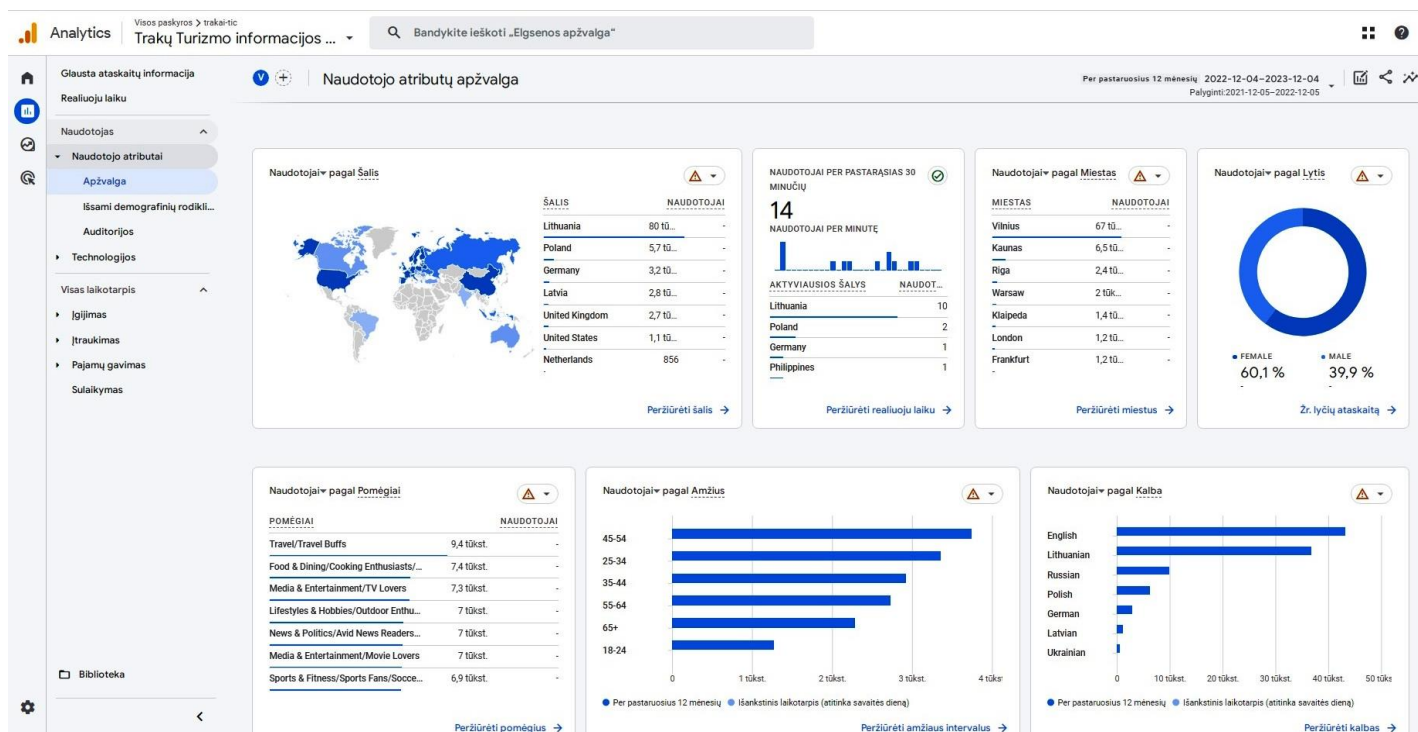 Analytics
Visos paskyros > trakai-tic
Trakų Turizmo informacijos ...
Bandykite ieškoti „Elgsenos apžvalga“
Glausta ataskaitų informacija
Realiuoju laiku
Naudotojas
Naudotojo atributai
Apžvalga
Išsami demografinių rodikli...
Auditorijos
Technologijos
Visas laikotarpis
Įgijimas
Įtraukimas
Pajamų gavimas
Sulaikymas
Biblioteka
V
Naudotojo atributų apžvalga
Per pastaruosius 12 mėnesių 2022-12-04–2023-12-04
Palyginti:2021-12-05–2022-12-05
Naudotojai pagal Šalis
ŠALIS NAUDOTOJAI
Lithuania 80 tū... -
Poland 5,7 tū... -
Germany 3,2 tū... -
Latvia 2,8 tū... -
United Kingdom 2,7 tū... -
United States 1,1 tū... -
Netherlands 856 -
-
Peržiūrėti šalis →
NAUDOTOJAI PER PASTARĄSIAS 30
MINUČIŲ
14
NAUDOTOJAI PER MINUTĘ
AKTYVIAUSIOS ŠALYS NAUDOT...
Lithuania 10
Poland 2
Germany 1
Philippines 1
Peržiūrėti realiuoju laiku →
Naudotojai pagal Miestas
MIESTAS NAUDOTOJAI
Vilnius 67 tū... -
Kaunas 6,5 tū... -
Riga 2,4 tū... -
Warsaw 2 tūk... -
Klaipeda 1,4 tū... -
London 1,2 tū... -
Frankfurt 1,2 tū... -
-
Peržiūrėti miestus →
Naudotojai pagal Lytis
FEMALE MALE
60,1 % 39,9 %
- -
Žr. lyčių ataskaitą →
Naudotojai pagal Pomėgiai
POMĖGIAI NAUDOTOJAI
Travel/Travel Buffs 9,4 tūkst. -
Food & Dining/Cooking Enthusiasts/... 7,4 tūkst. -
Media & Entertainment/TV Lovers 7,3 tūkst. -
Lifestyles & Hobbies/Outdoor Enthu... 7 tūkst. -
News & Politics/Avid News Readers... 7 tūkst. -
Media & Entertainment/Movie Lovers 7 tūkst. -
Sports & Fitness/Sports Fans/Socce... 6,9 tūkst. -
Peržiūrėti pomėgius →
Naudotojai pagal Amžius
45-54
25-34
35-44
55-64
65+
18-24
0 1 tūkst. 2 tūkst. 3 tūkst. 4 tūkst
Per pastaruosius 12 mėnesių Išankstinis laikotarpis (atitinka savaitės dieną)
Peržiūrėti amžiaus intervalus →
Naudotojai pagal Kalba
English
Lithuanian
Russian
Polish
German
Latvian
Ukrainian
0 10 tūkst. 20 tūkst. 30 tūkst. 40 tūkst. 50 tūks
Per pastaruosius 12 mėnesių Išankstinis laikotarpis (atitinka savaitės dieną)
Peržiūrėti kalbas →